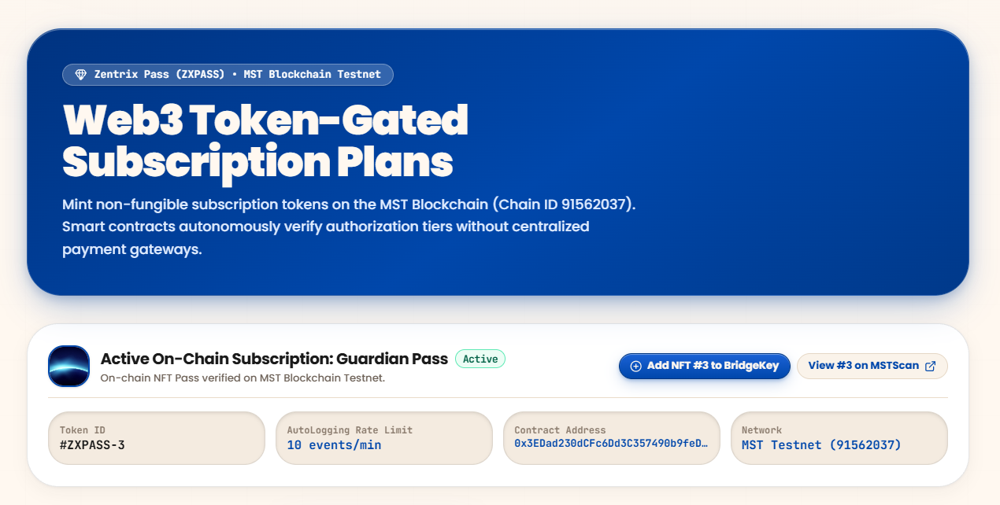 Zentrix Pass (ZXPASS) • MST Blockchain Testnet
Web3 Token-Gated
Subscription Plans
Mint non-fungible subscription tokens on the MST Blockchain (Chain ID 91562037).
Smart contracts autonomously verify authorization tiers without centralized
payment gateways.
Active On-Chain Subscription: Guardian Pass Active
On-chain NFT Pass verified on MST Blockchain Testnet.
Add NFT #3 to BridgeKey
View #3 on MSTScan
Token ID
#ZXPASS-3
AutoLogging Rate Limit
10 events/min
Contract Address
0x3EDad230dCFc6Dd3C357490b9feD…
Network
MST Testnet (91562037)